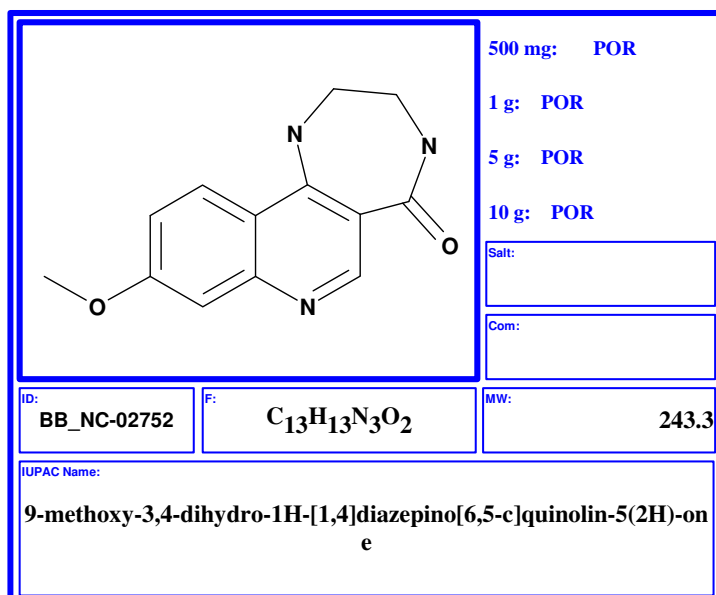 500 mg: POR
1 g: POR
5 g: POR
10 g: POR
N
N
O
O
N
Salt:
Com:
ID:
BB_NC-02752
F:
C13H13N3O2
MW:
243.3
IUPAC Name:
9-methoxy-3,4-dihydro-1H-[1,4]diazepino[6,5-c]quinolin-5(2H)-on
e